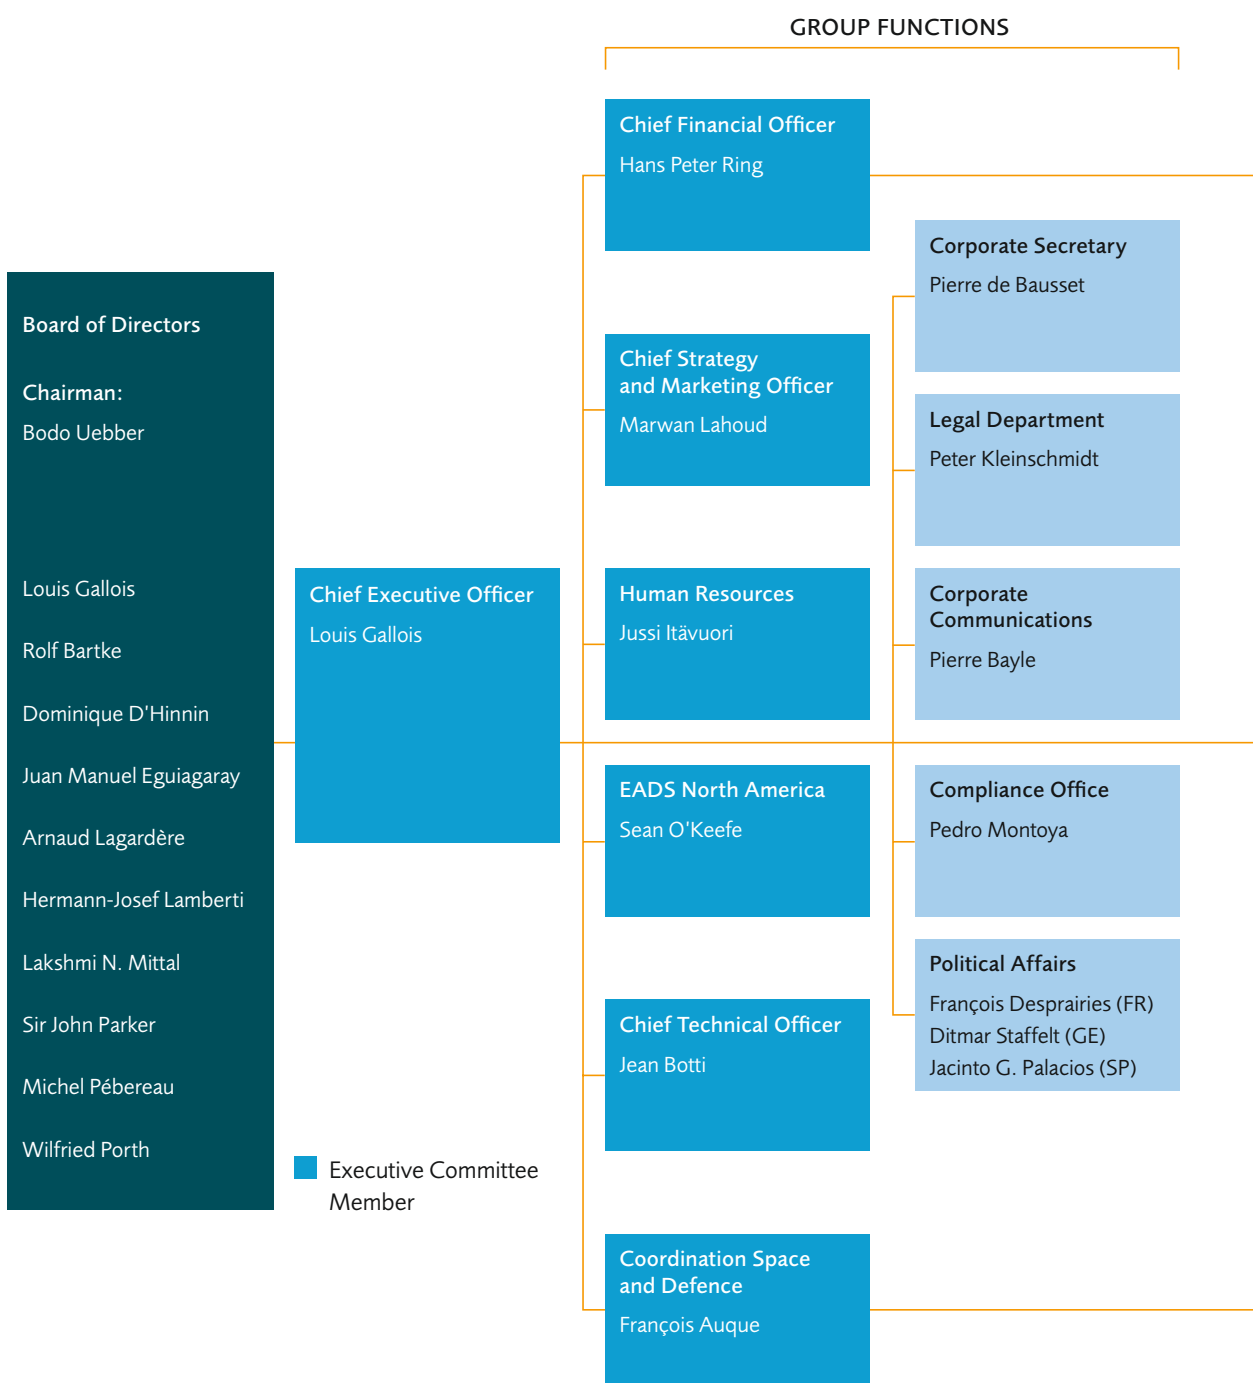 GROUP FUNCTIONS
Board of Directors
Chairman:
Bodo Uebber
Louis Gallois
Rolf Bartke
Dominique D'Hinnin
Juan Manuel Eguiagaray
Arnaud Lagardère
Hermann-Josef Lamberti
Lakshmi N. Mittal
Sir John Parker
Michel Pébereau
Wilfried Porth
Chief Executive Officer
Louis Gallois
Executive Committee
Member
Chief Financial Officer
Hans Peter Ring
Chief Strategy
and Marketing Officer
Marwan Lahoud
Human Resources
Jussi Itävuori
EADS North America
Sean O'Keefe
Chief Technical Officer
Jean Botti
Coordination Space
and Defence
François Auque
Corporate Secretary
Pierre de Bausset
Legal Department
Peter Kleinschmidt
Corporate
Communications
Pierre Bayle
Compliance Office
Pedro Montoya
Political Affairs
François Desprairies (FR)
Ditmar Staffelt (GE)
Jacinto G. Palacios (SP)